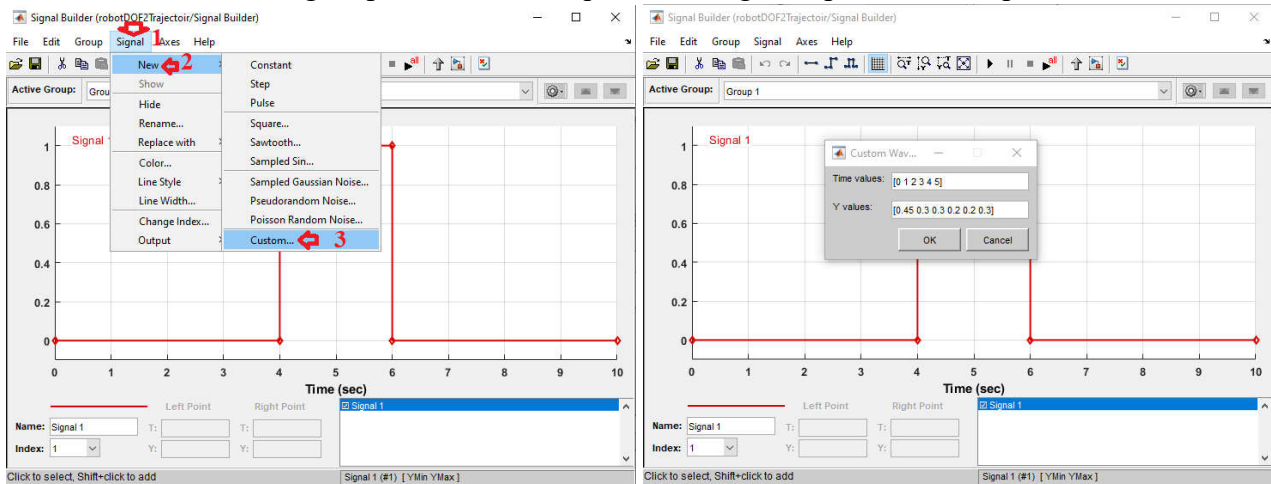 Signal Builder (robotDOF2Trajectoir/Signal Builder)
File Edit Group Signal Axes Help
1
Active Group: Grou
New 2
Show
Hide
Rename...
Replace with
Color...
Line Style
Line Width...
Change Index...
Output
Constant
Step
Pulse
Square...
Sawtooth...
Sampled Sin...
Sampled Gaussian Noise...
Pseudorandom Noise...
Poisson Random Noise...
Custom... 3
all
Signal 1
1
0.8
0.6
0.4
0.2
0
0 1 2 3 4 5 6 7 8 9 10
Time (sec)
Left Point Right Point
Name: Signal 1 T: T:
Index: 1 Y: Y:
Signal 1
Click to select, Shift+click to add Signal 1 (#1) [ YMin YMax ]
Signal Builder (robotDOF2Trajectoir/Signal Builder)
File Edit Group Signal Axes Help
all
Active Group: Group 1
Signal 1
Custom Wav...
Time values: [0 1 2 3 4 5]
Y values: [0.45 0.3 0.3 0.2 0.2 0.3]
OK Cancel
1
0.8
0.6
0.4
0.2
0
0 1 2 3 4 5 6 7 8 9 10
Time (sec)
Left Point Right Point
Name: Signal 1 T: T:
Index: 1 Y: Y:
Signal 1
Click to select, Shift+click to add Signal 1 (#1) [ YMin YMax ]